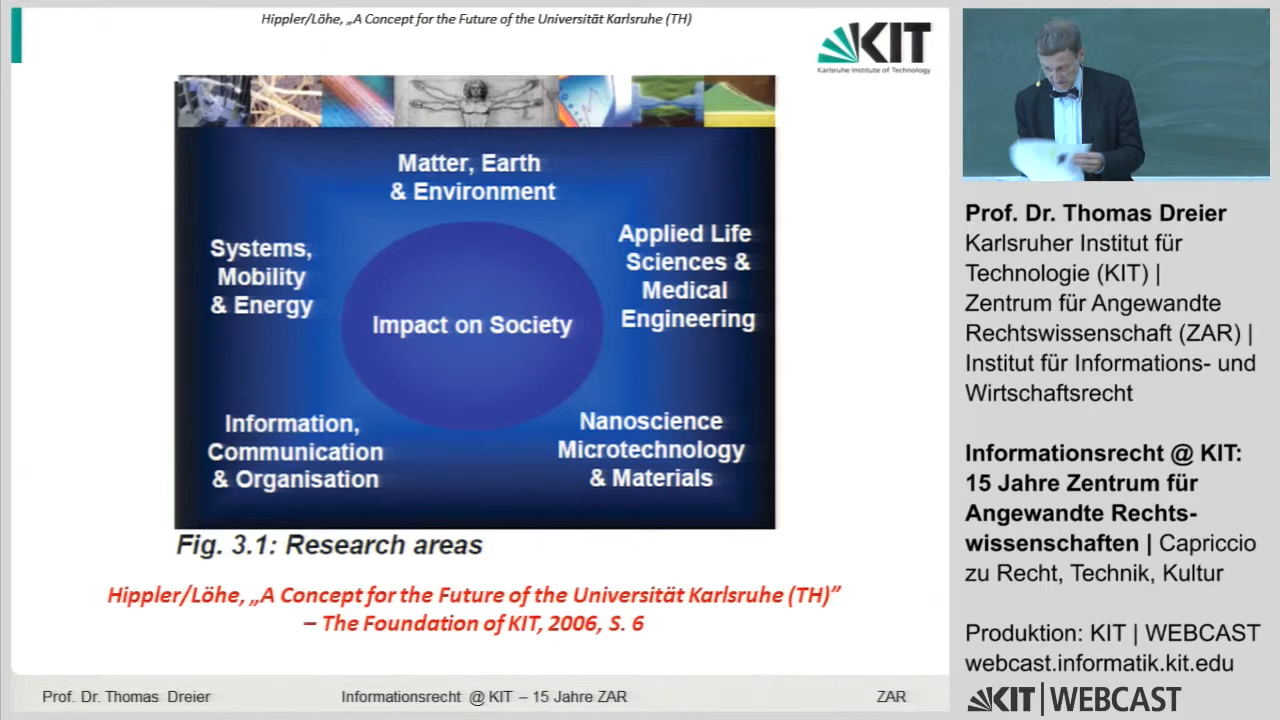 Hippler/Löhe, „A Concept for the Future of the Universität Karlsruhe (TH)
KIT
Karlsruhe Institute of Technology
Matter, Earth
& Environment
Systems,
Mobility
& Energy
Applied Life
Sciences &
Medical
Engineering
Impact on Society
Information,
Communication
& Organisation
Nanoscience
Microtechnology
& Materials
Fig. 3.1: Research areas
Hippler/Löhe, „A Concept for the Future of the Universität Karlsruhe (TH)”
– The Foundation of KIT, 2006, S. 6
Prof. Dr. Thomas Dreier
Informationsrecht @ KIT – 15 Jahre ZAR
ZAR
Prof. Dr. Thomas Dreier
Karlsruher Institut für
Technologie (KIT) |
Zentrum für Angewandte
Rechtswissenschaft (ZAR) |
Institut für Informations- und
Wirtschaftsrecht
Informationsrecht @ KIT:
15 Jahre Zentrum für
Angewandte Rechts-
wissenschaften | Capriccio
zu Recht, Technik, Kultur
Produktion: KIT | WEBCAST
webcast.informatik.kit.edu
KIT | WEBCAST